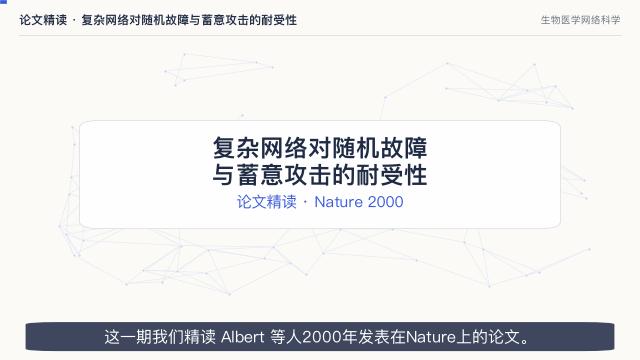 论文精读 · 复杂网络对随机故障与蓄意攻击的耐受性
生物医学网络科学
复杂网络对随机故障
与蓄意攻击的耐受性
论文精读 · Nature 2000
这一期我们精读 Albert 等人2000年发表在Nature上的论文。